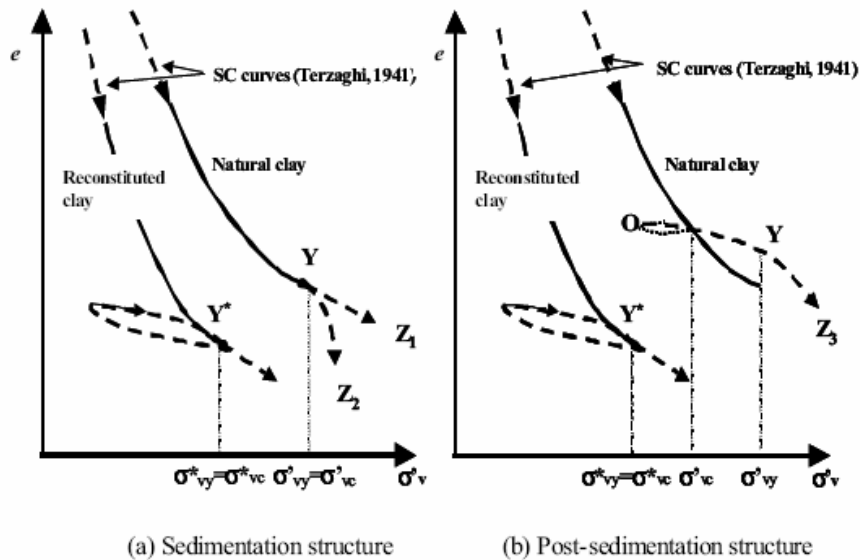 e
SC curves (Terzaghi, 1941),
Natural clay
Reconstituted
clay
Y
Y*
Z1
Z2
σ*vy=σ*vc σ'vy=σ'vc σ'v
(a) Sedimentation structure
e
SC curves (Terzaghi, 1941)
Natural clay
Reconstituted
clay
O
Y
Y*
Z3
σ*vy=σ*vc σ'vc σ'vy σ'v
(b) Post-sedimentation structure